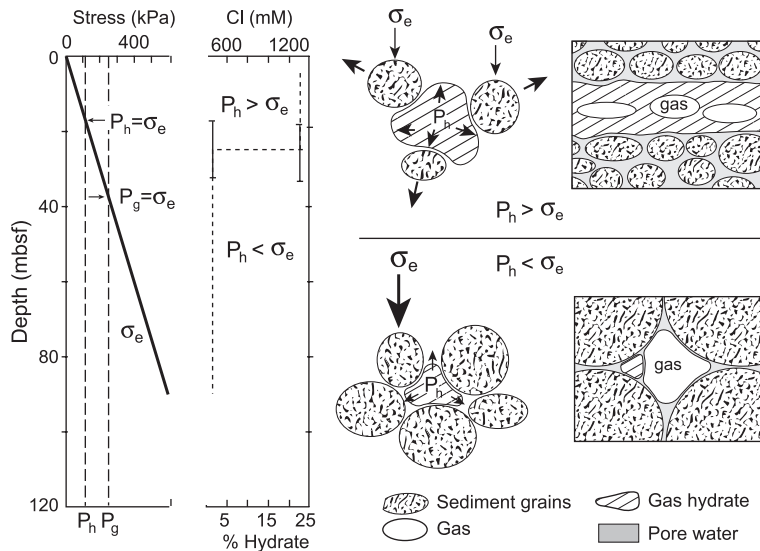 Stress (kPa)
0 400
Cl (mM)
600 1200
0
40
80
120
Depth (mbsf)
Ph=σe
Pg=σe
σe
Ph Pg
Ph > σe
Ph < σe
5 15 25
% Hydrate
σe
σe
Ph
gas
Ph > σe
Ph < σe
σe
Ph
gas
Sediment grains
Gas hydrate
Gas
Pore water